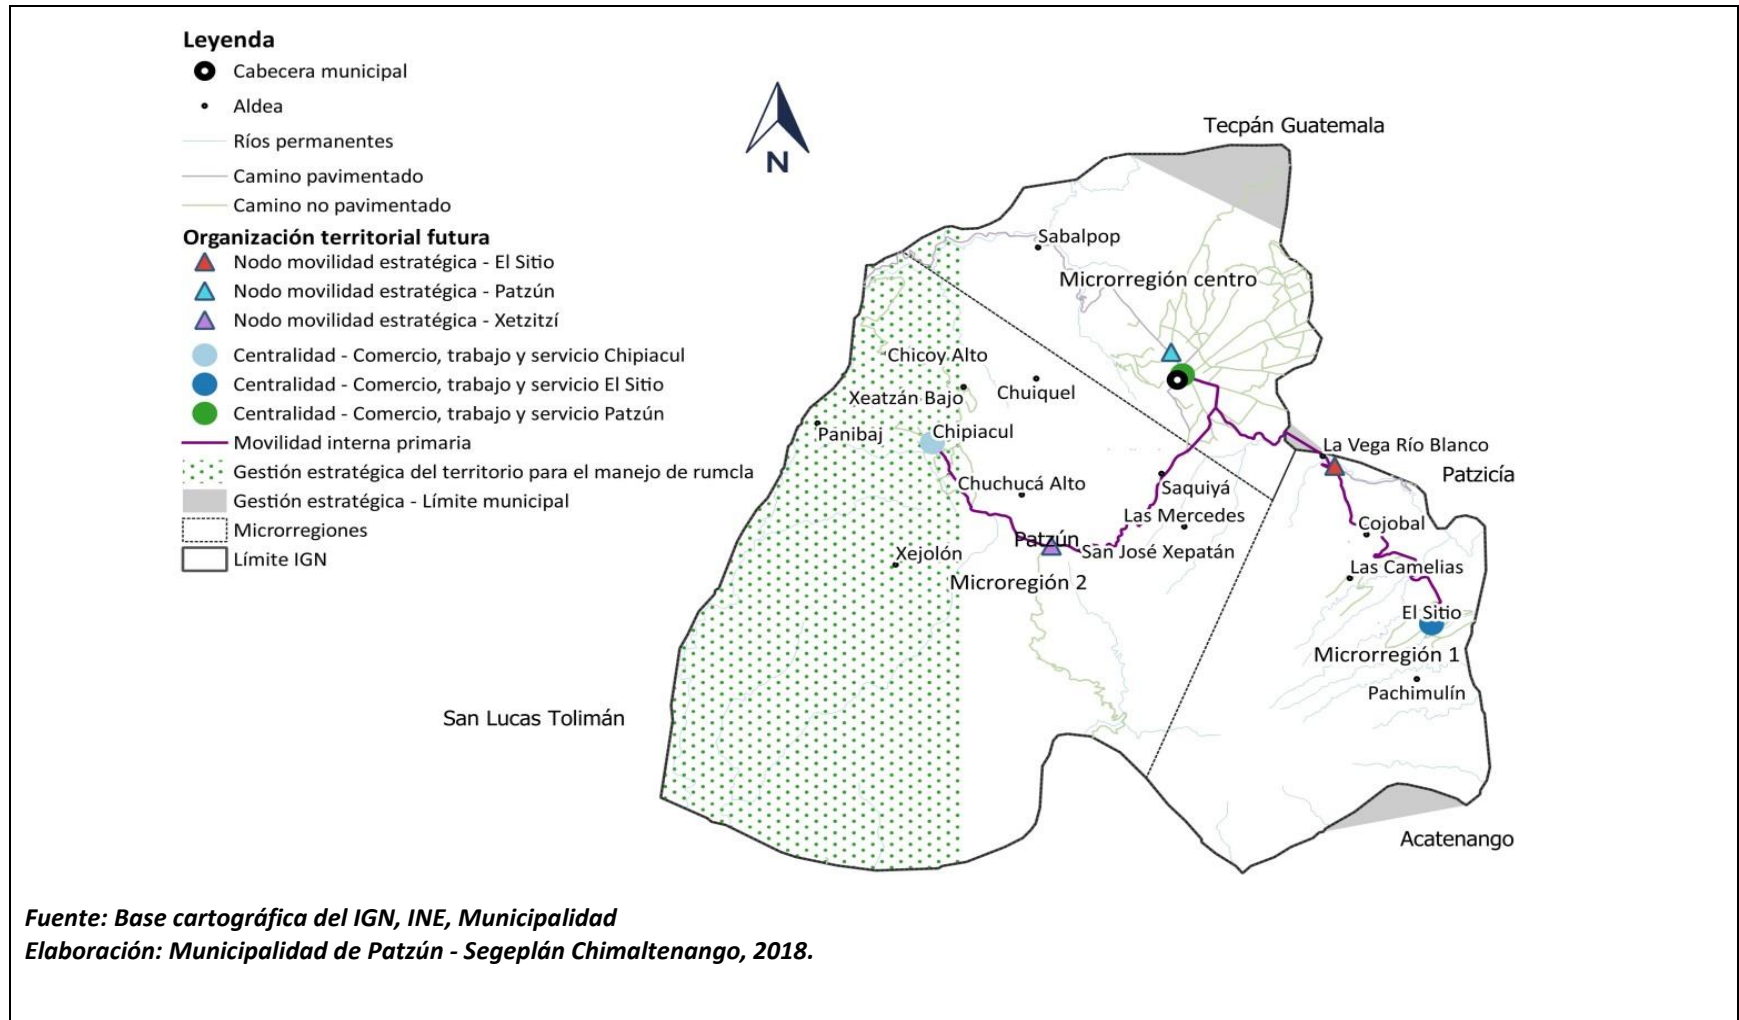 Leyenda
Cabecera municipal
Aldea
Ríos permanentes
Camino pavimentado
Camino no pavimentado
Organización territorial futura
Nodo movilidad estratégica - El Sitio
Nodo movilidad estratégica - Patzún
Nodo movilidad estratégica - Xetzitzí
Centralidad - Comercio, trabajo y servicio Chipiacul
Centralidad - Comercio, trabajo y servicio El Sitio
Centralidad - Comercio, trabajo y servicio Patzún
Movilidad interna primaria
Gestión estratégica del territorio para el manejo de rumcla
Gestión estratégica - Límite municipal
Microrregiones
Límite IGN
N
Tecpán Guatemala
Sabalpop
Microrregión centro
Chicoy Alto
Chuiquel
Xeatzán Bajo
Panibaj
Chipiacul
La Vega Río Blanco
Patzicía
Chuchucá Alto
Saquiyá
Las Mercedes
Cojobal
Patzún
San José Xepatán
Xejolón
Las Camelias
Microregión 2
El Sitio
Microrregión 1
Pachimulín
San Lucas Tolimán
Acatenango
Fuente: Base cartográfica del IGN, INE, Municipalidad
Elaboración: Municipalidad de Patzún - Segeplán Chimaltenango, 2018.